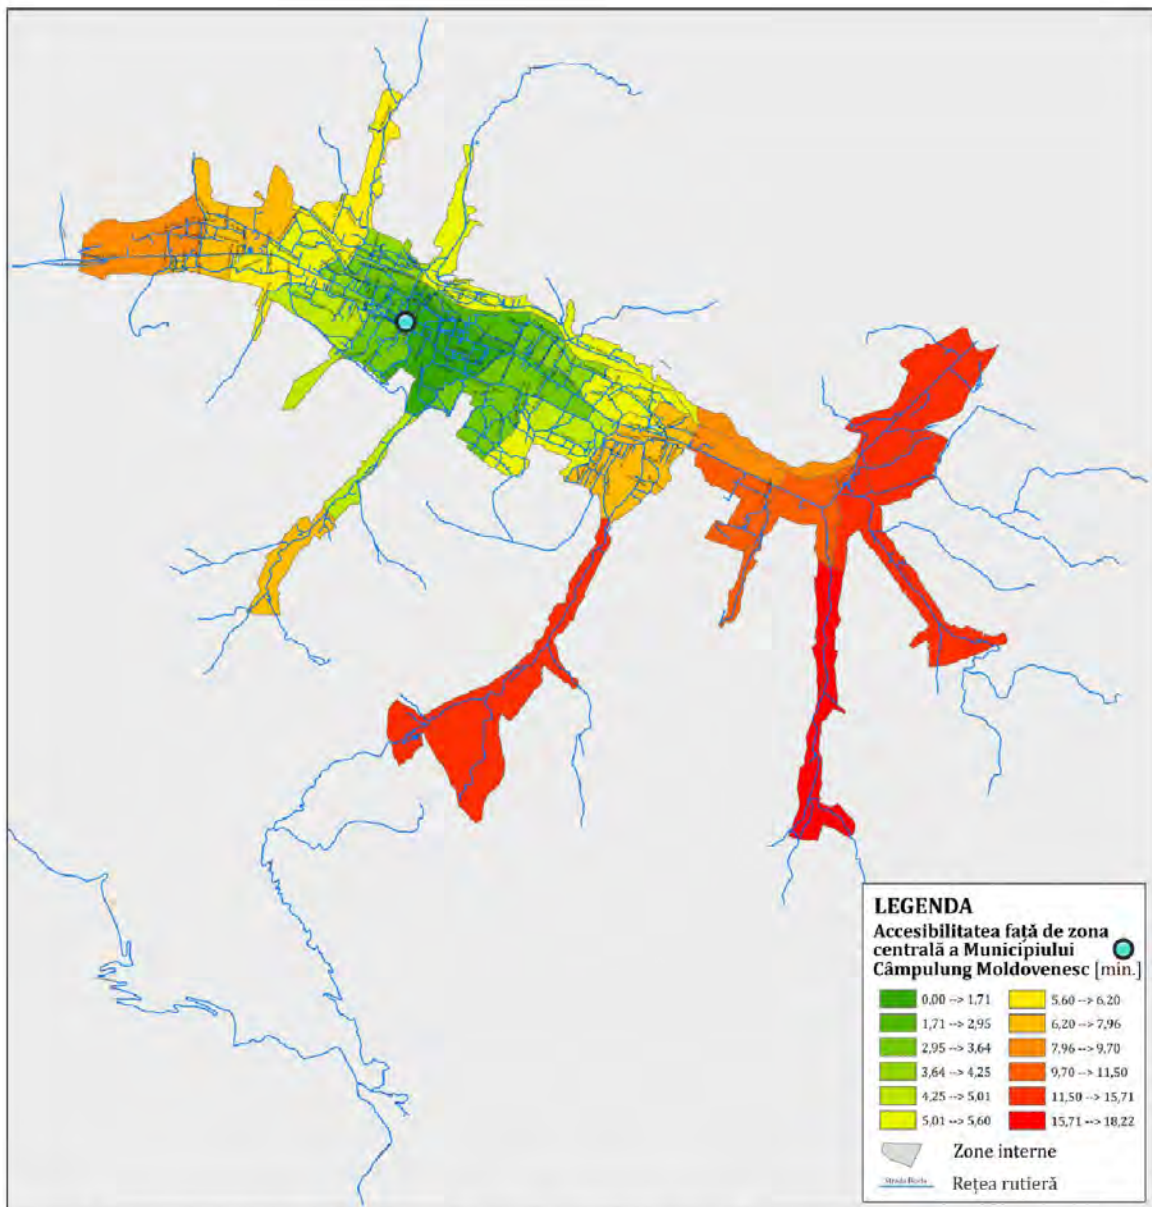 LEGENDA
Accesibilitatea față de zona
centrală a Municipiului
Câmpulung Moldovenesc [min.]
0,00 --> 1,71
1,71 --> 2,95
2,95 --> 3,64
3,64 --> 4,25
4,25 --> 5,01
5,01 --> 5,60
5,60 --> 6,20
6,20 --> 7,96
7,96 --> 9,70
9,70 --> 11,50
11,50 --> 15,71
15,71 --> 18,22
Zone interne
Rețea rutieră